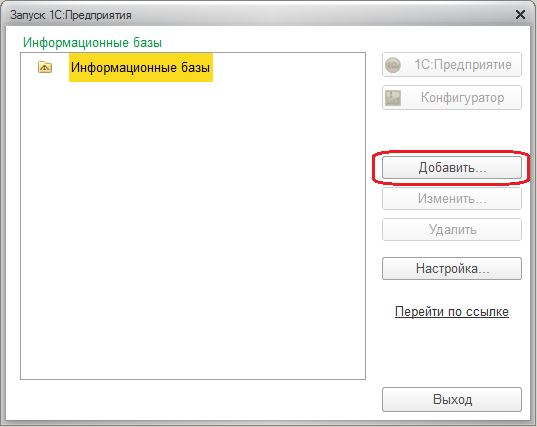 Запуск 1С:Предприятия
Информационные базы
Информационные базы
1С:Предприятие
Конфигуратор
Добавить...
Изменить...
Удалить
Настройка...
Перейти по ссылке
Выход